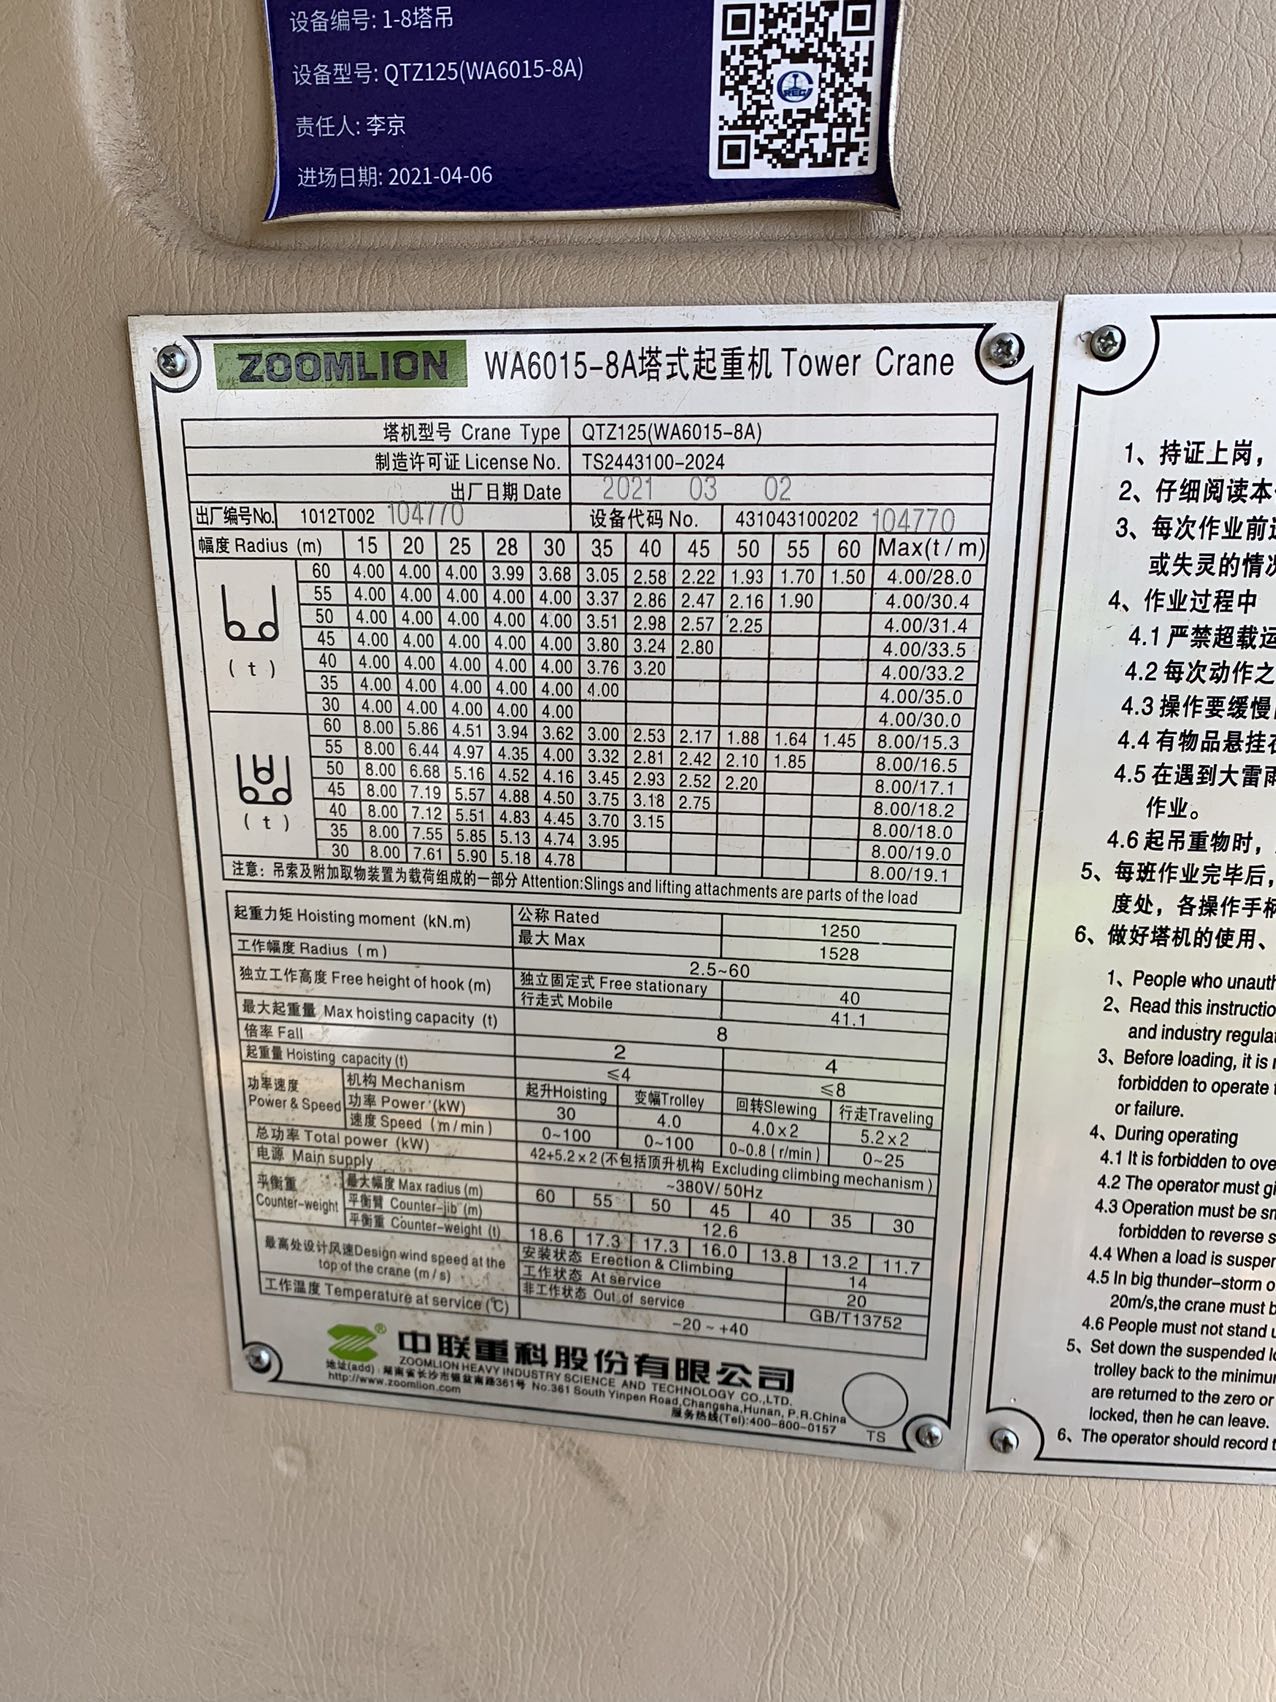 设备编号: 1-8塔吊
设备型号: QTZ125(WA6015-8A)
责任人: 李京
进场日期: 2021-04-06
ZOOMLION WA6015-8A塔式起重机 Tower Crane
塔机型号 Crane Type QTZ125(WA6015-8A)
制造许可证 License No. TS2443100-2024
出厂日期 Date 2021 03 02
出厂编号No. 1012T002 104770 设备代码 No. 431043100202 104770
幅度 Radius (m) 15 20 25 28 30 35 40 45 50 55 60 Max(t/m)
60 4.00 4.00 4.00 3.99 3.68 3.05 2.58 2.22 1.93 1.70 1.50 4.00/28.0
55 4.00 4.00 4.00 4.00 4.00 3.37 2.86 2.47 2.16 1.90 4.00/30.4
50 4.00 4.00 4.00 4.00 4.00 3.51 2.98 2.57 2.25 4.00/31.4
45 4.00 4.00 4.00 4.00 4.00 3.80 3.24 2.80 4.00/33.5
(t) 40 4.00 4.00 4.00 4.00 4.00 3.76 3.20 4.00/33.2
35 4.00 4.00 4.00 4.00 4.00 4.00 4.00/35.0
30 4.00 4.00 4.00 4.00 4.00 4.00/30.0
60 8.00 5.86 4.51 3.94 3.62 3.00 2.53 2.17 1.88 1.64 1.45 8.00/15.3
55 8.00 6.44 4.97 4.35 4.00 3.32 2.81 2.42 2.10 1.85 8.00/16.5
50 8.00 6.68 5.16 4.52 4.16 3.45 2.93 2.52 2.20 8.00/17.1
45 8.00 7.19 5.57 4.88 4.50 3.75 3.18 2.75 8.00/18.2
(t) 40 8.00 7.12 5.51 4.83 4.45 3.70 3.15 8.00/18.0
35 8.00 7.55 5.85 5.13 4.74 3.95 8.00/19.0
30 8.00 7.61 5.90 5.18 4.78 8.00/19.1
注意: 吊索及附加取物装置为载荷组成的一部分 Attention:Slings and lifting attachments are parts of the load
起重力矩 Hoisting moment (kN.m) 公称 Rated 1250
最大 Max 1528
工作幅度 Radius (m) 2.5~60
独立工作高度 Free height of hook (m) 独立固定式 Free stationary 40
行走式 Mobile 41.1
最大起重量 Max hoisting capacity (t) 8
倍率 Fall 2 4
起重量 Hoisting capacity (t) ≤4 ≤8
功率速度 Power & Speed 机构 Mechanism 起升Hoisting 变幅Trolley 回转Slewing 行走Traveling
功率 Power (kW) 30 4.0 4.0×2 5.2×2
速度 Speed (m/min) 0~100 0~100 0~0.8 (r/min) 0~25
总功率 Total power (kW) 42+5.2×2 (不包括顶升机构 Excluding climbing mechanism)
电源 Main supply ~380V/50Hz
平衡重 Counter-weight 最大幅度 Max radius (m) 60 55 50 45 40 35 30
平衡臂 Counter-jib (m) 12.6
平衡重 Counter-weight (t) 18.6 17.3 17.3 16.0 13.8 13.2 11.7
最高处设计风速Design wind speed at the top of the crane (m/s) 安装状态 Erection & Climbing 14
工作状态 At service 20
非工作状态 Out of service GB/T13752
工作温度 Temperature at service (℃) -20~+40
中联重科股份有限公司
ZOOMLION HEAVY INDUSTRY SCIENCE AND TECHNOLOGY CO.,LTD.
地址(add): 湖南省长沙市银盆南路361号 No.361 South Yinpen Road,Changsha,Hunan, P.R.China
http://www.zoomlion.com 服务热线(Tel):400-800-0157
TS
1、持证上岗，
2、仔细阅读本
3、每次作业前
或失灵的情况
4、作业过程中
4.1 严禁超载运
4.2 每次动作之
4.3 操作要缓慢
4.4 有物品悬挂在
4.5 在遇到大雷雨
作业。
4.6 起吊重物时，
5、每班作业完毕后，
度处，各操作手柄
6、做好塔机的使用、
1、People who unauth
2、Read this instructio
and industry regulat
3、Before loading, it is
forbidden to operate
or failure.
4、During operating
4.1 It is forbidden to ove
4.2 The operator must gi
4.3 Operation must be sm
forbidden to reverse s
4.4 When a load is susper
4.5 In big thunder-storm o
20m/s,the crane must b
4.6 People must not stand u
5、Set down the suspended lo
trolley back to the minimum
are returned to the zero or
locked, then he can leave.
6、The operator should record t